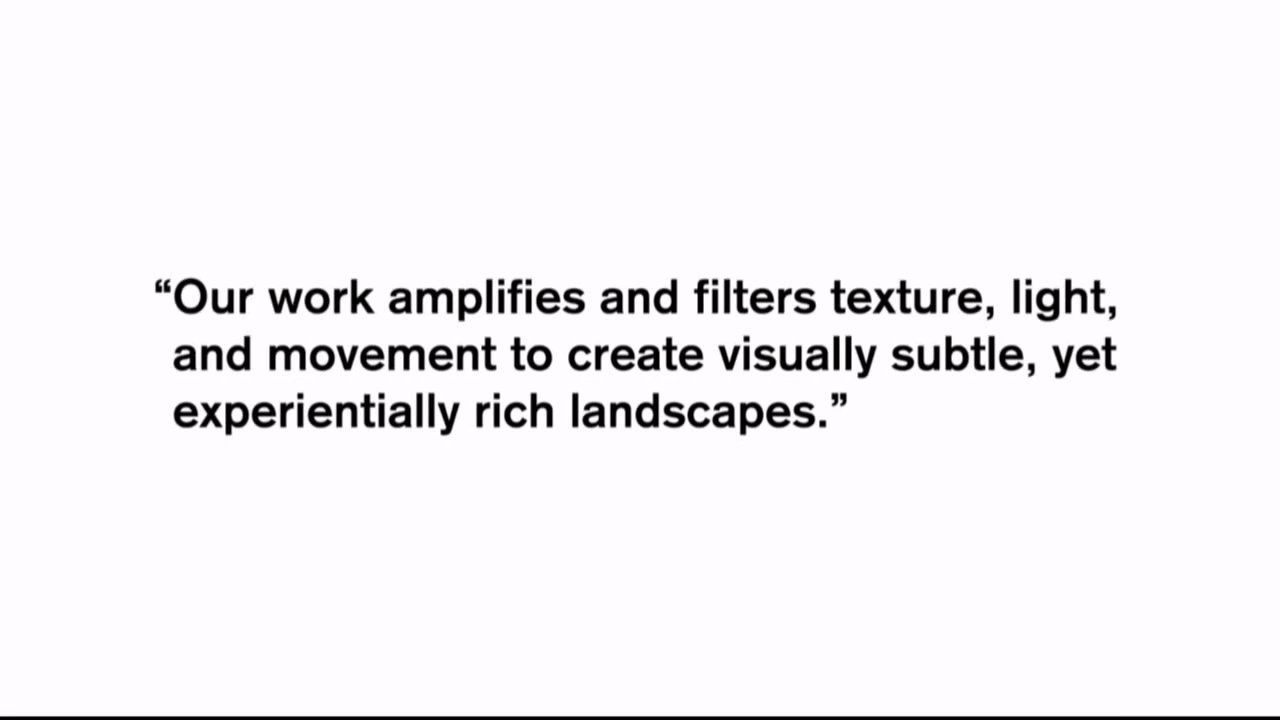 “Our work amplifies and filters texture, light,
and movement to create visually subtle, yet
experientially rich landscapes.”